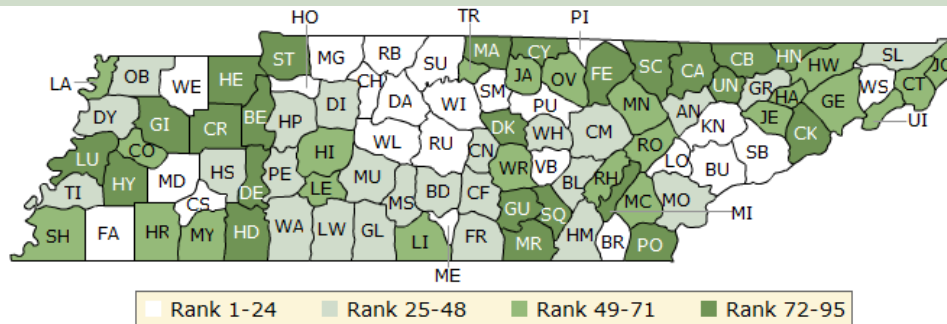 HO TR PI
ST MG RB SU MA CY SC CA CB HN HW SL JO
LA OB WE HE CH JA OV FE UN GR HA WS CT
DY GI CR BE HP DI DA WI SM PU MN AN KN JE GE UI
LU CO HI WL RU DK WH CM RO LO BU SB CK
TI HY MD HS DE PE LE MU CN WR VB BL RH MC MO MI
SH FA HR CS MY HD WA LW GL MS BD CF GU SQ
LI FR MR HM BR PO
ME
Rank 1-24 Rank 25-48 Rank 49-71 Rank 72-95